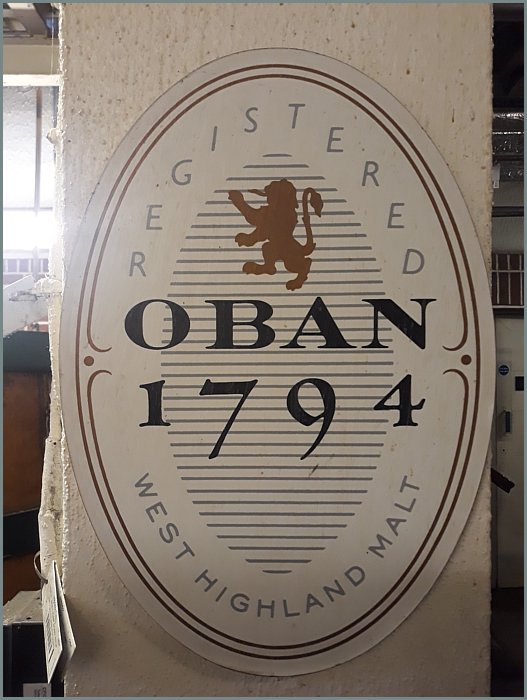 REGISTERED
OBAN
1794
WEST HIGHLAND MALT